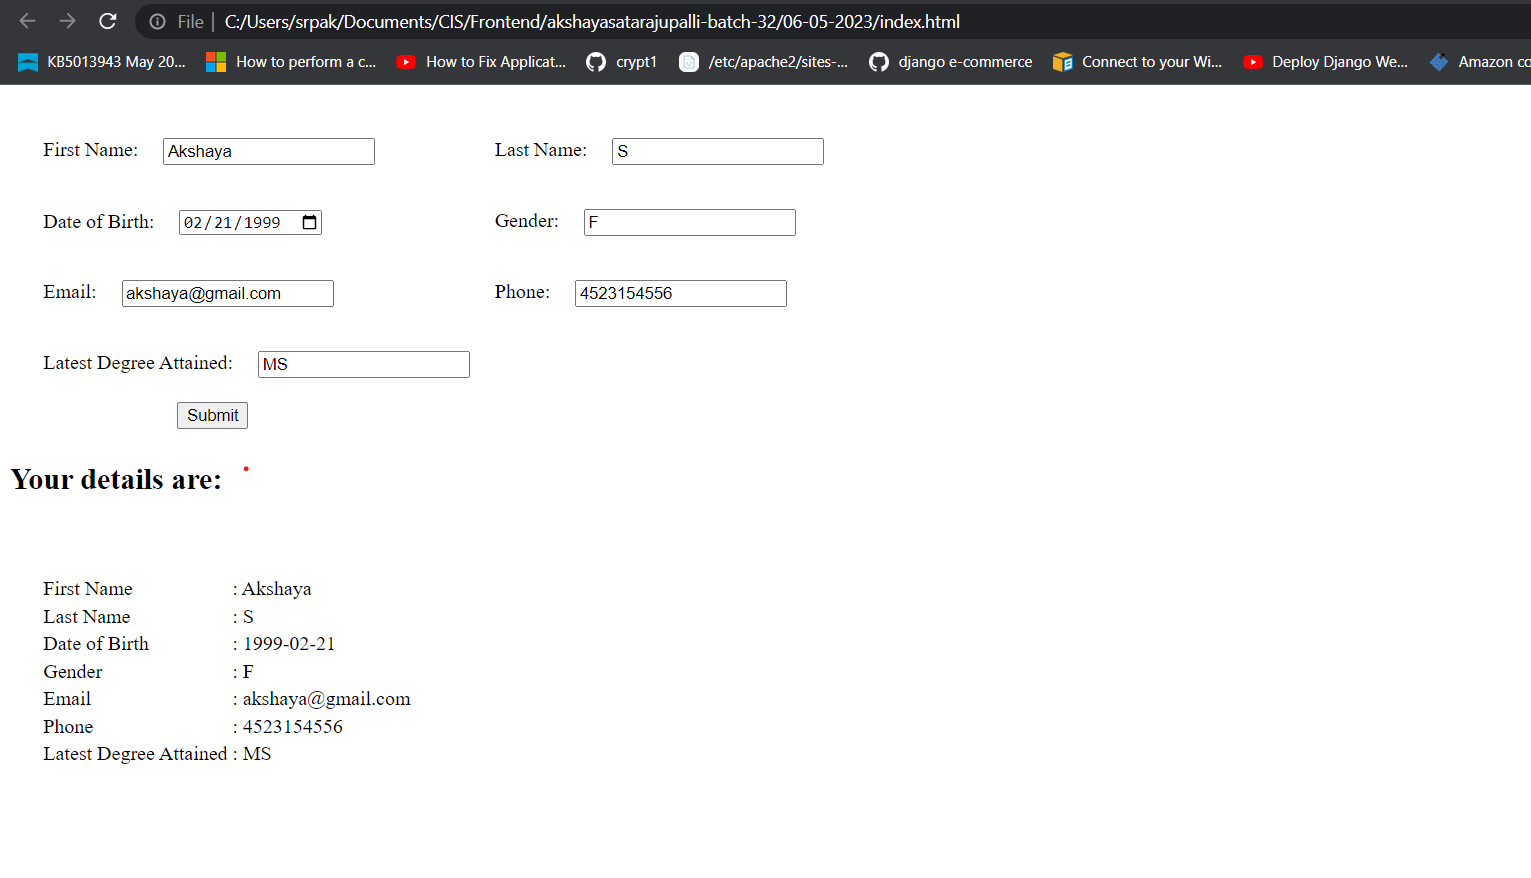 File | C:/Users/srpak/Documents/CIS/Frontend/akshayasatarajupalli-batch-32/06-05-2023/index.html
KB5013943 May 20... How to perform a c... How to Fix Applicat... crypt1 /etc/apache2/sites-... django e-commerce Connect to your Wi... Deploy Django We... Amazon co
First Name: Akshaya Last Name: S
Date of Birth: 02/21/1999 Gender: F
Email: akshaya@gmail.com Phone: 4523154556
Latest Degree Attained: MS
Submit
Your details are:
First Name : Akshaya
Last Name : S
Date of Birth : 1999-02-21
Gender : F
Email : akshaya@gmail.com
Phone : 4523154556
Latest Degree Attained : MS